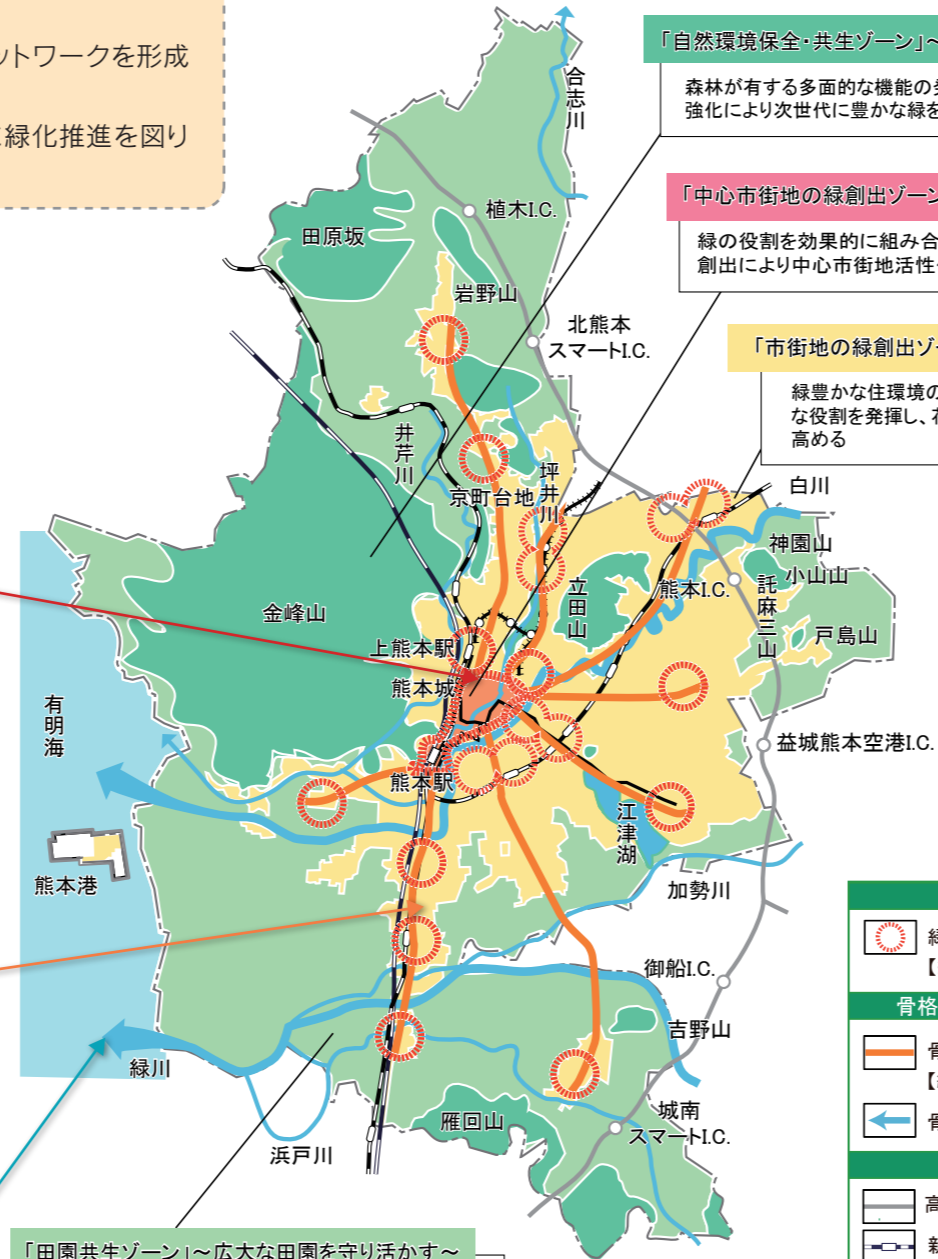 ットワークを形成
緑化推進を図り
「自然環境保全・共生ゾーン」～
森林が有する多面的な機能の
強化により次世代に豊かな緑を
「中心市街地の緑創出ゾーン
緑の役割を効果的に組み合
創出により中心市街地活性
「市街地の緑創出ゾ
緑豊かな住環境の
な役割を発揮し、
高める
合志川
植木I.C.
田原坂
岩野山
北熊本
スマートI.C.
井芹川
京町台地
坪井川
白川
神園山
小山山
託麻三山
戸島山
熊本I.C.
立田山
金峰山
上熊本駅
熊本城
有明海
益城熊本空港I.C.
熊本駅
江津湖
熊本港
加勢川
御船I.C.
吉野山
緑川
雁回山
城南
スマートI.C.
浜戸川
「田園共生ゾーン」～広大な田園を守り活かす～
緑
【
骨格
骨
【
骨
高
新